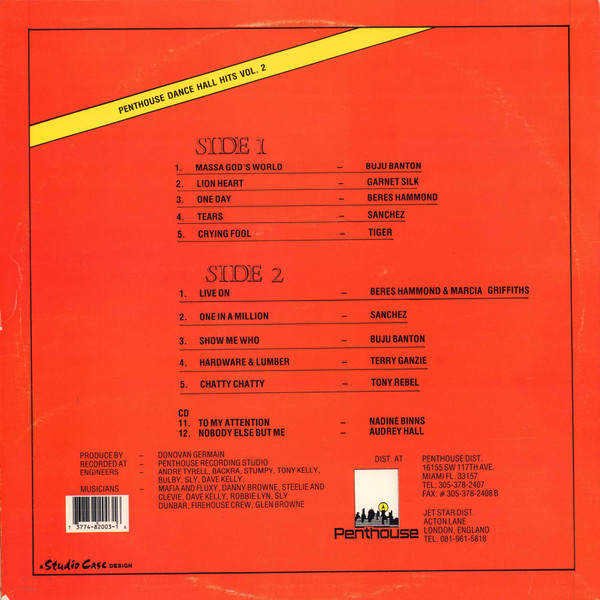 PENTHOUSE DANCE HALL HITS VOL. 2
SIDE 1
1. MASSA GOD'S WORLD – BUJU BANTON
2. LION HEART – GARNET SILK
3. ONE DAY – BERES HAMMOND
4. TEARS – SANCHEZ
5. CRYING FOOL – TIGER
SIDE 2
1. LIVE ON – BERES HAMMOND & MARCIA GRIFFITHS
2. ONE IN A MILLION – SANCHEZ
3. SHOW ME WHO – BUJU BANTON
4. HARDWARE & LUMBER – TERRY GANZIE
5. CHATTY CHATTY – TONY REBEL
CD
11. TO MY ATTENTION – NADINE BINNS
12. NOBODY ELSE BUT ME – AUDREY HALL
PRODUCE BY – DONOVAN GERMAIN
RECORDED AT – PENTHOUSE RECORDING STUDIO
ENGINEERS – ANDRE TYRELL, BACKRA, STUMPY, TONY KELLY,
BULBY, SLY, DAVE KELLY.
MUSICIANS – MAFIA AND FLUXY, DANNY BROWNE, STEELIE AND
CLEVIE, DAVE KELLY, ROBBIE LYN, SLY
DUNBAR, FIREHOUSE CREW, GLEN BROWNE
DIST. AT
PENTHOUSE DIST.
16155 SW 117TH AVE.
MIAMI FL. 33157
TEL: 305-378-2407
FAX: # 305-378-2408 B
JET STAR DIST.
ACTON LANE
LONDON, ENGLAND
TEL. 081-961-5818
Penthouse
7 3774-82003-1
A Studio Case DESIGN